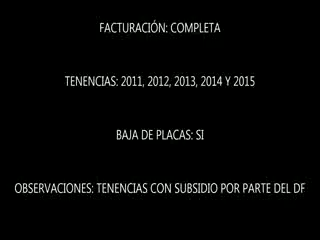 FACTURACIÓN: COMPLETA
TENENCIAS: 2011, 2012, 2013, 2014 Y 2015
BAJA DE PLACAS: SI
OBSERVACIONES: TENENCIAS CON SUBSIDIO POR PARTE DEL DF